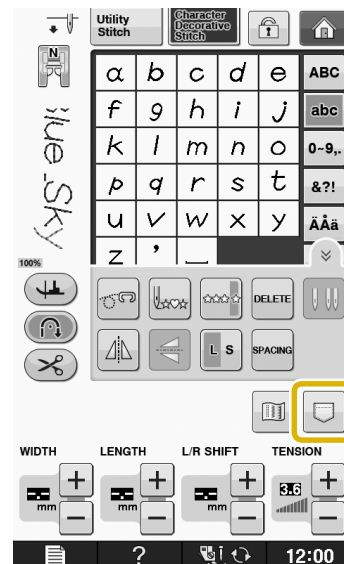 Utility
Stitch
Character
Decorative
Stitch
N
a b c d e ABC
f g h i j abc
k l m n o 0~9,.
p q r s t &?!
u v w x y ÄÅä
z ' _
Blue Sky
100%
DELETE
L S SPACING
WIDTH LENGTH L/R SHIFT TENSION
mm mm mm 3.6
? 12:00